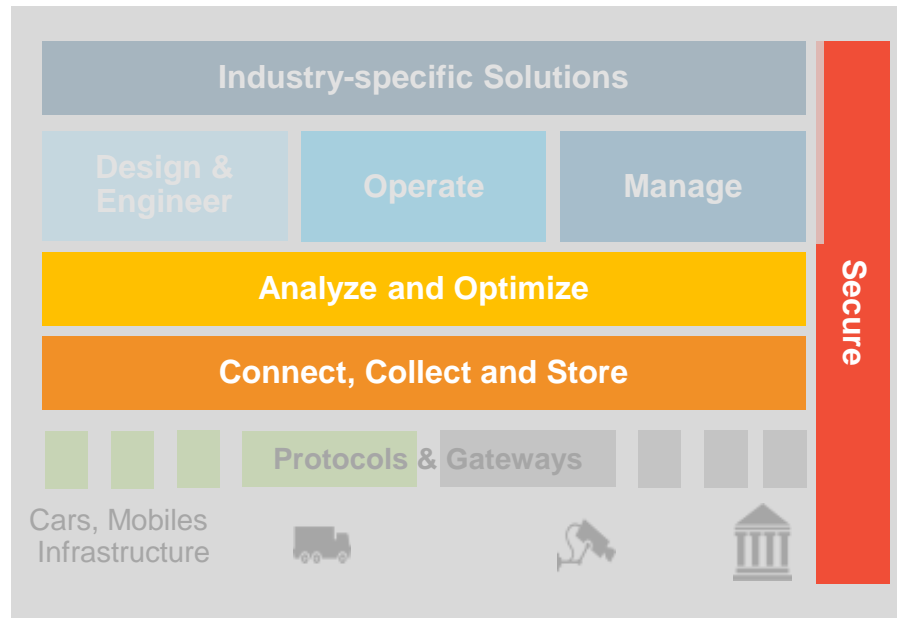 Industry-specific Solutions
Design &
Engineer
Operate
Manage
Analyze and Optimize
Secure
Connect, Collect and Store
Protocols & Gateways
Cars, Mobiles
Infrastructure